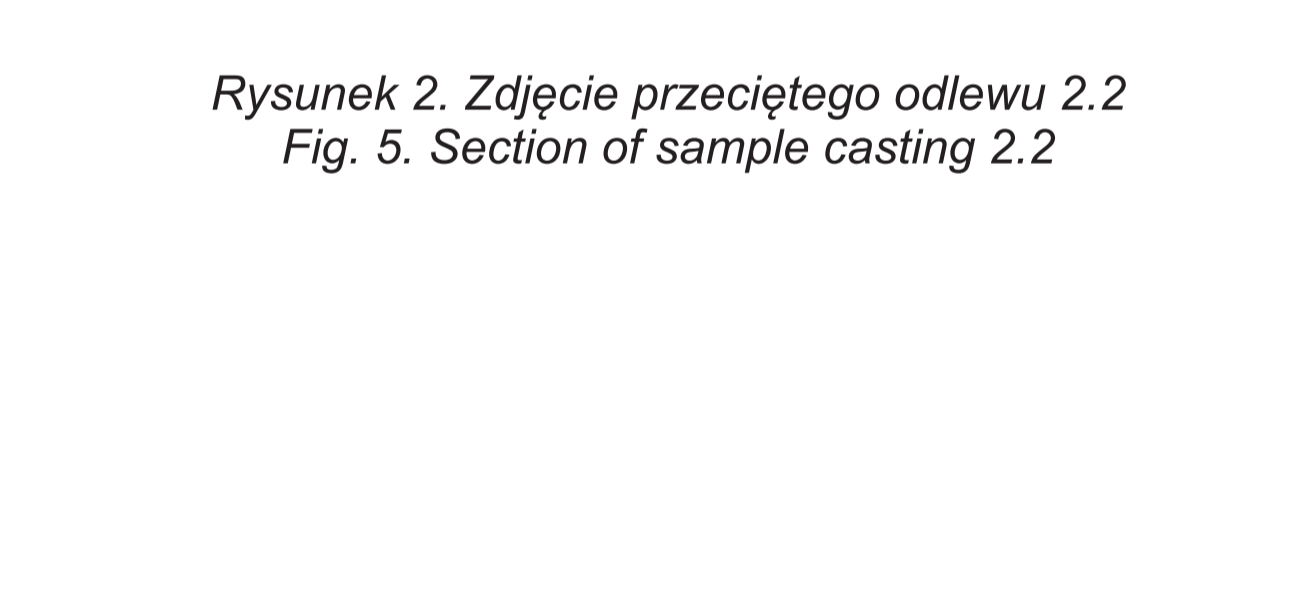 Rysunek 2. Zdjęcie przeciętego odlewu 2.2
Fig. 5. Section of sample casting 2.2